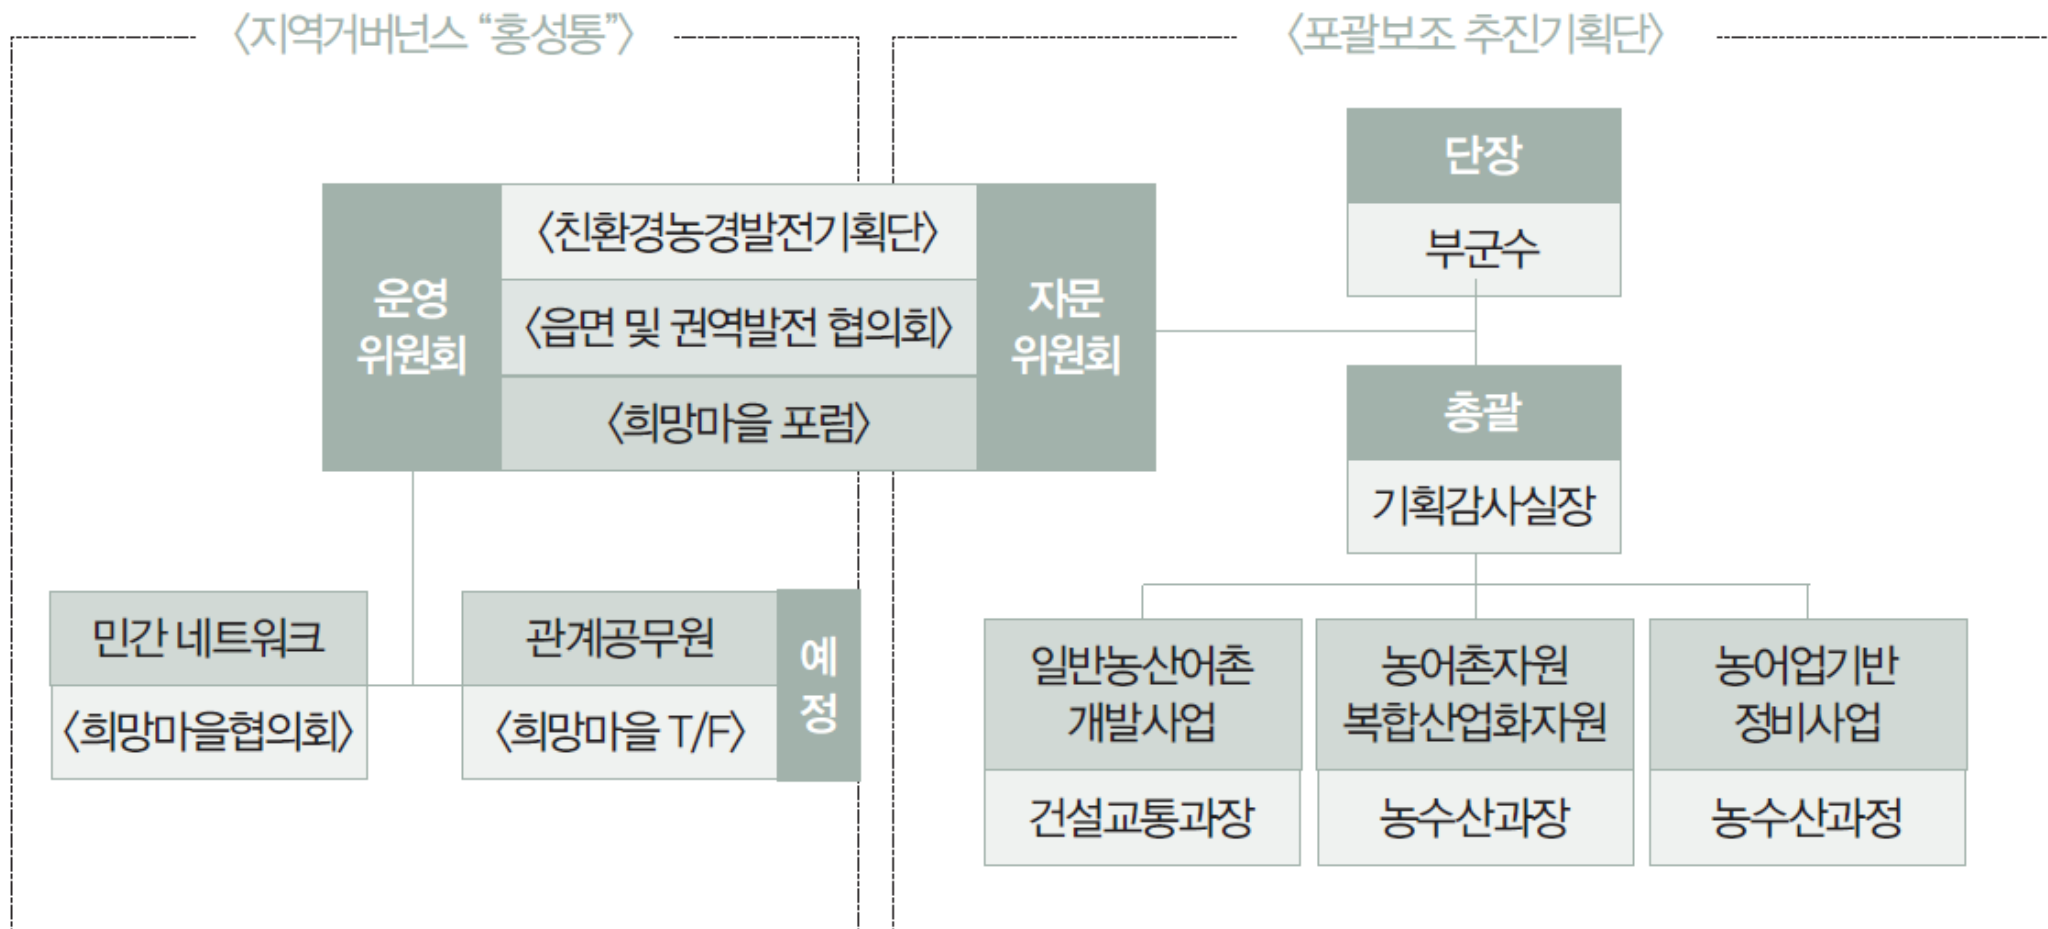 〈지역거버넌스 “홍성통”〉
〈포괄보조 추진기획단〉
운영
위원회
〈친환경농경발전기획단〉
〈읍면 및 권역발전 협의회〉
〈희망마을 포럼〉
자문
위원회
단장
부군수
총괄
기획감사실장
민간 네트워크
〈희망마을협의회〉
관계공무원
〈희망마을 T/F〉
예
정
일반농산어촌
개발사업
건설교통과장
농어촌자원
복합산업화자원
농수산과장
농어업기반
정비사업
농수산과정